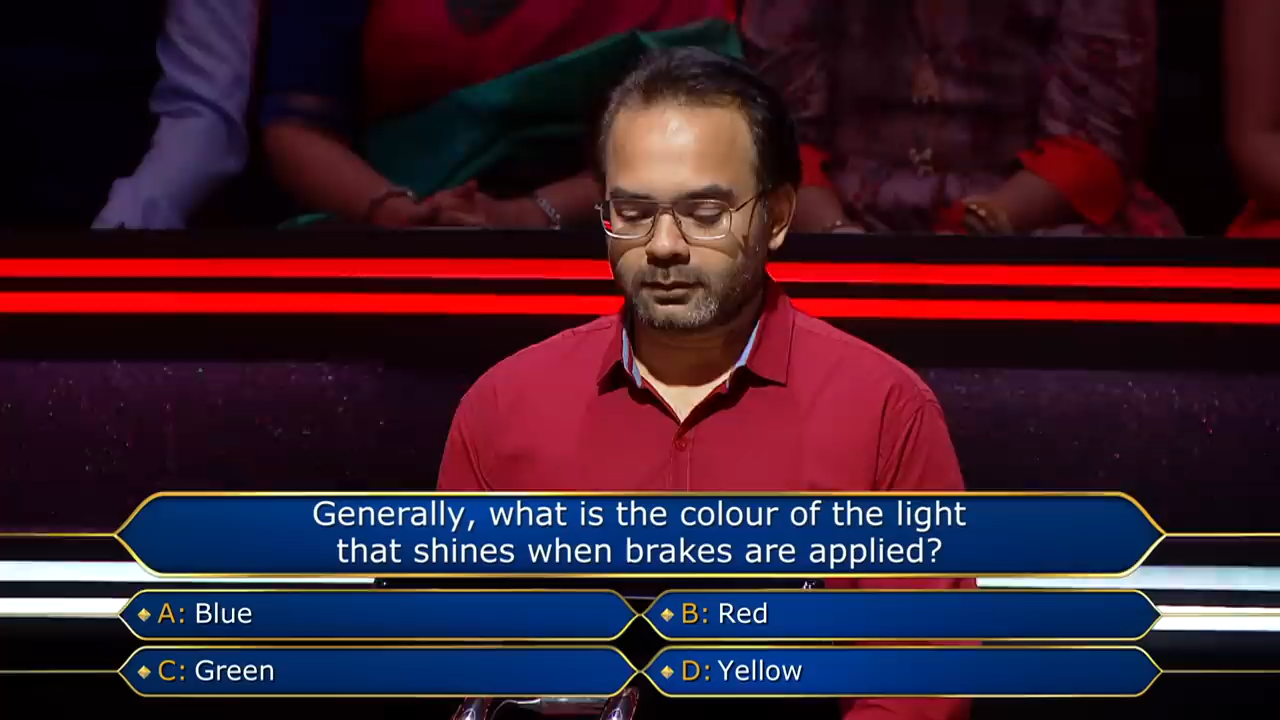 Generally, what is the colour of the light
that shines when brakes are applied?
A: Blue
B: Red
C: Green
D: Yellow